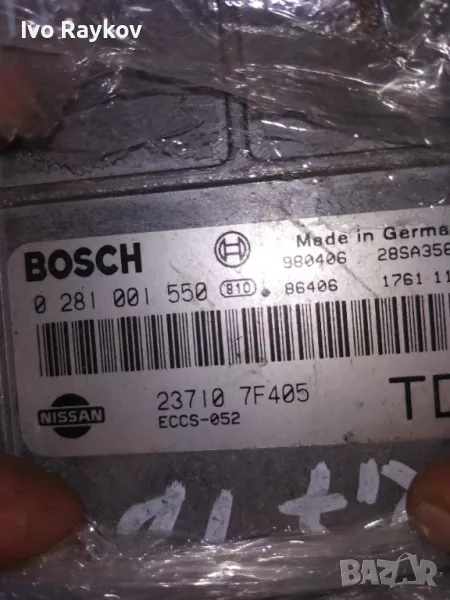 Ivo Raykov
Made in Germa
BOSCH
980406 28SA356
0 281 001 550 810 86406 1761 11
23710 7F405
NISSAN
ECCS-052
TD
BAZAR